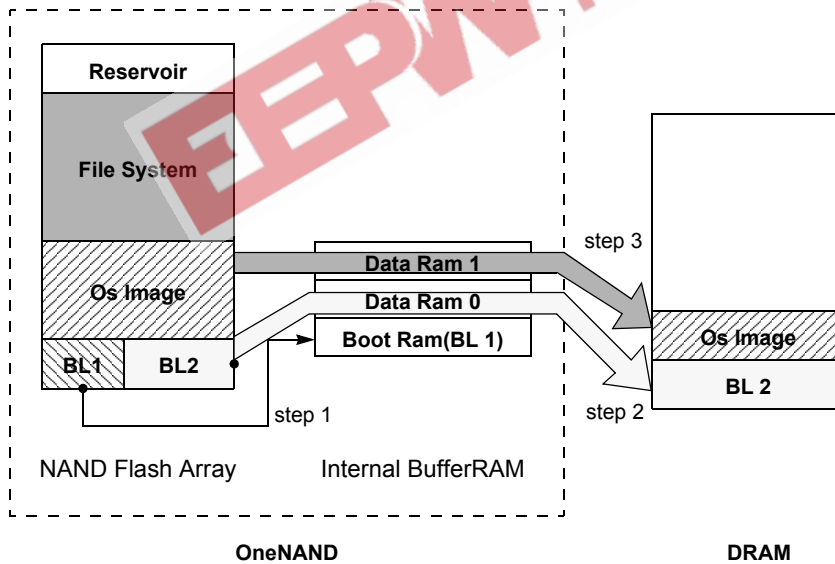 Reservoir
File System
Os Image
BL1
BL2
Data Ram 1
Data Ram 0
Boot Ram(BL 1)
step 1
step 3
step 2
Os Image
BL 2
NAND Flash Array
Internal BufferRAM
OneNAND
DRAM
EEPW